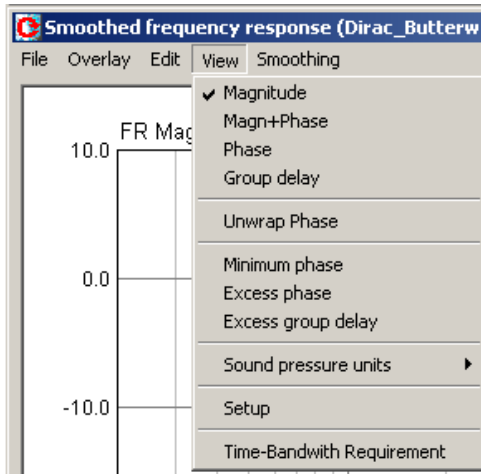 Smoothed frequency response (Dirac_Butterw
File Overlay Edit View Smoothing
Magnitude
Magn+Phase
Phase
Group delay
Unwrap Phase
Minimum phase
Excess phase
Excess group delay
Sound pressure units
Setup
Time-Bandwith Requirement
FR Mag
10.0
0.0
-10.0